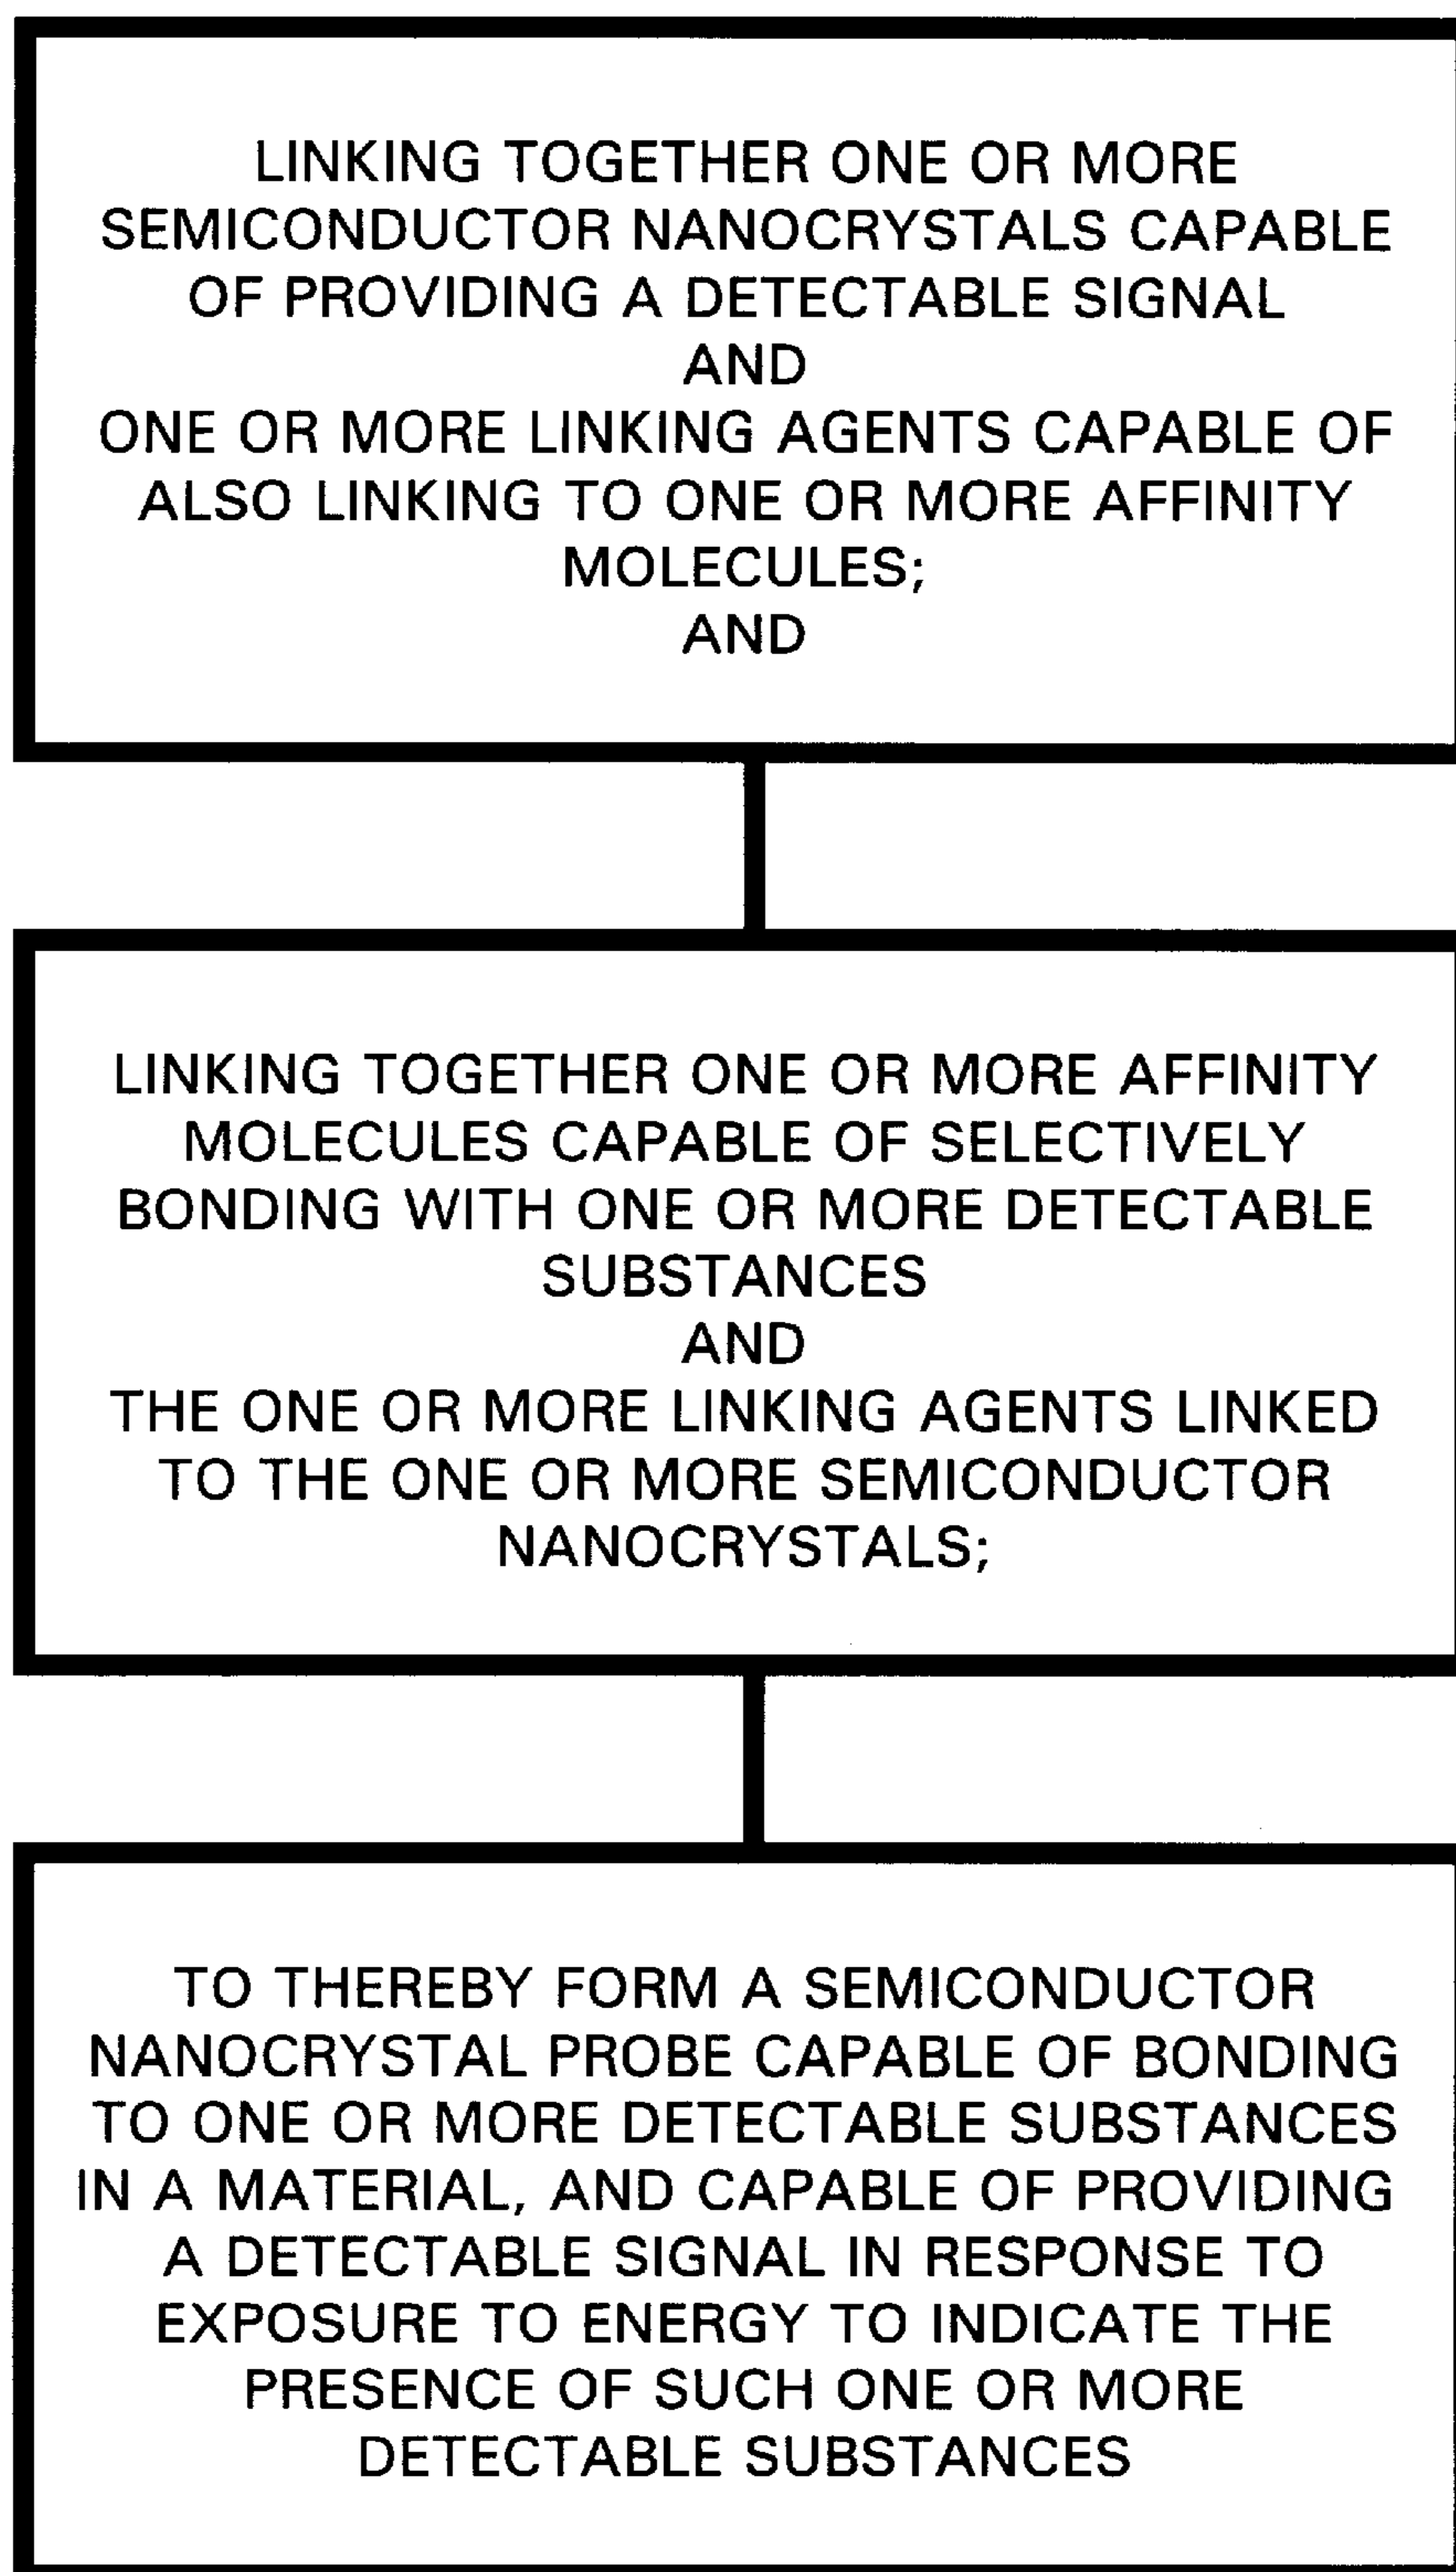 LINKING TOGETHER ONE OR MORE
SEMICONDUCTOR NANOCRYSTALS CAPABLE
OF PROVIDING A DETECTABLE SIGNAL
AND
ONE OR MORE LINKING AGENTS CAPABLE OF
ALSO LINKING TO ONE OR MORE AFFINITY
MOLECULES;
AND
LINKING TOGETHER ONE OR MORE AFFINITY
MOLECULES CAPABLE OF SELECTIVELY
BONDING WITH ONE OR MORE DETECTABLE
SUBSTANCES
AND
THE ONE OR MORE LINKING AGENTS LINKED
TO THE ONE OR MORE SEMICONDUCTOR
NANOCRYSTALS;
TO THEREBY FORM A SEMICONDUCTOR
NANOCRYSTAL PROBE CAPABLE OF BONDING
TO ONE OR MORE DETECTABLE SUBSTANCES
IN A MATERIAL, AND CAPABLE OF PROVIDING
A DETECTABLE SIGNAL IN RESPONSE TO
EXPOSURE TO ENERGY TO INDICATE THE
PRESENCE OF SUCH ONE OR MORE
DETECTABLE SUBSTANCES